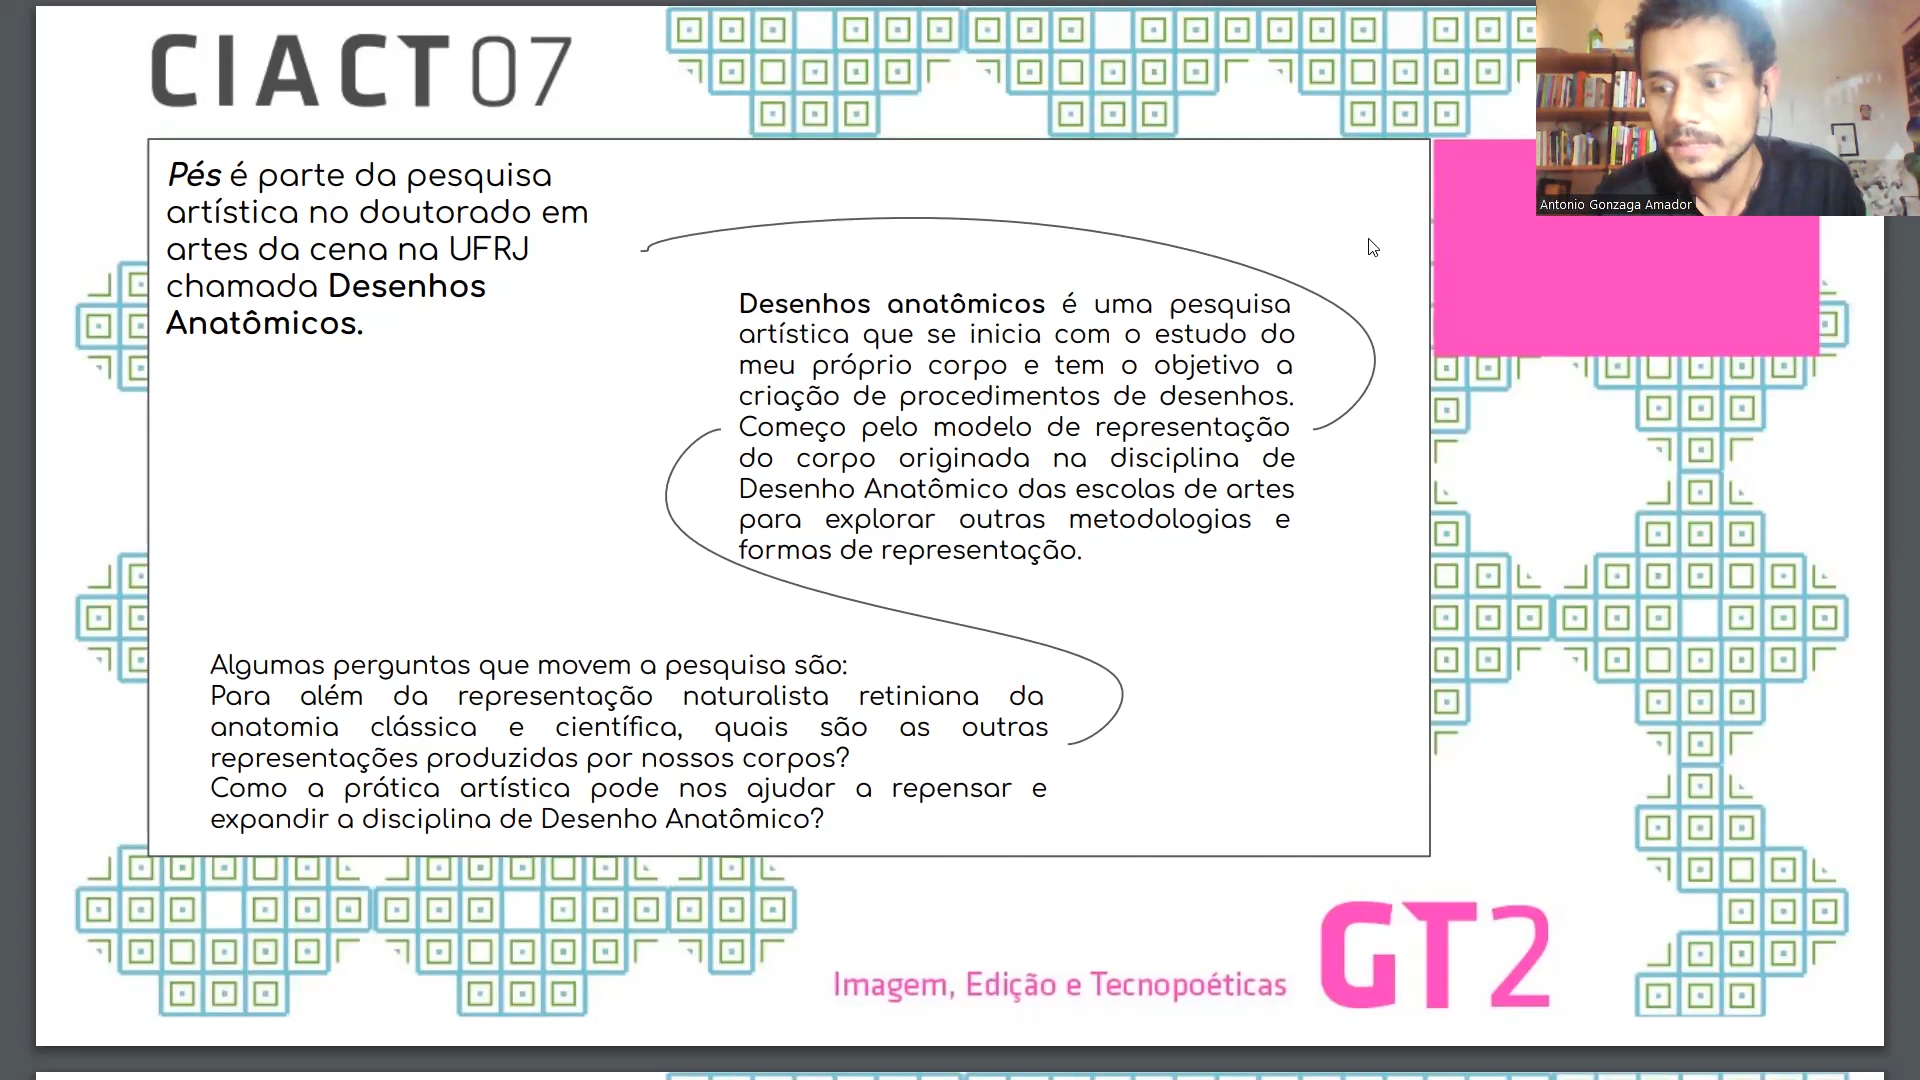 CIACT07
Antonio Gonzaga Amador
Pés é parte da pesquisa
artística no doutorado em
artes da cena na UFRJ
chamada Desenhos
Anatômicos.
Desenhos anatômicos é uma pesquisa
artística que se inicia com o estudo do
meu próprio corpo e tem o objetivo a
criação de procedimentos de desenhos.
Começo pelo modelo de representação
do corpo originada na disciplina de
Desenho Anatômico das escolas de artes
para explorar outras metodologias e
formas de representação.
Algumas perguntas que movem a pesquisa são:
Para além da representação naturalista retiniana da
anatomia clássica e científica, quais são as outras
representações produzidas por nossos corpos?
Como a prática artística pode nos ajudar a repensar e
expandir a disciplina de Desenho Anatômico?
Imagem, Edição e Tecnopoéticas
GT2